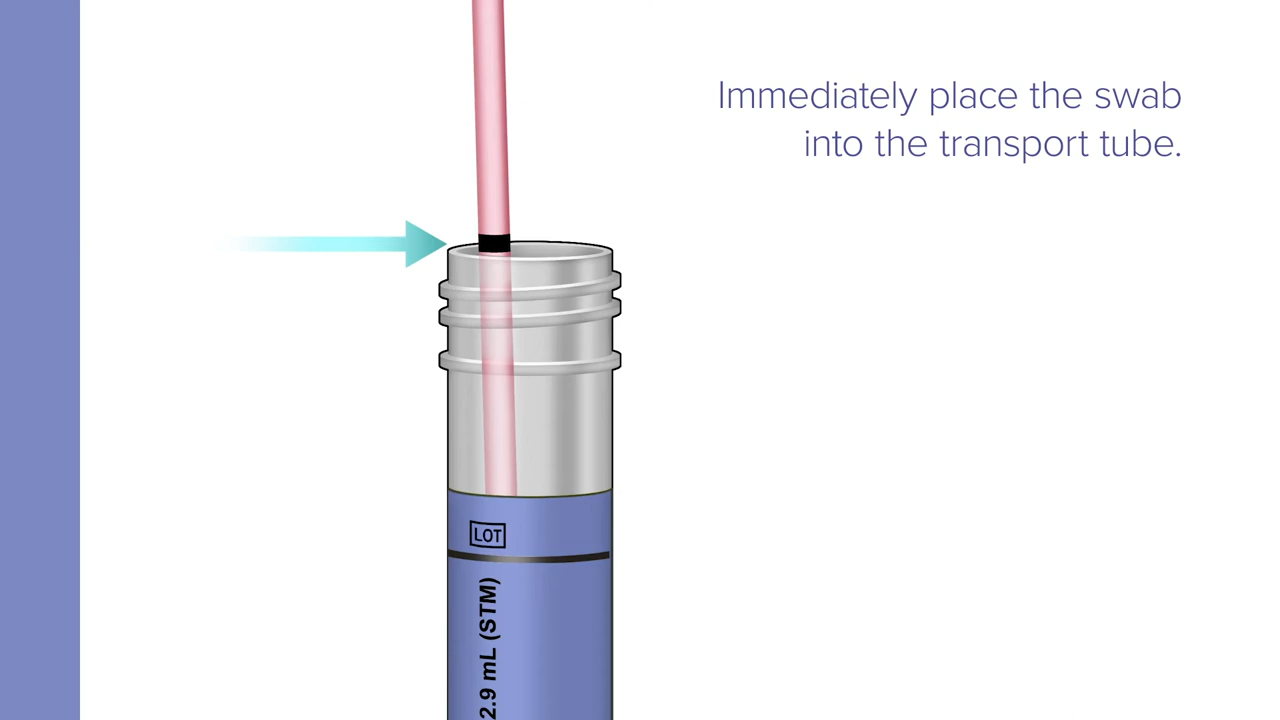 Immediately place the swab
into the transport tube.
LOT
2.9 mL (STM)